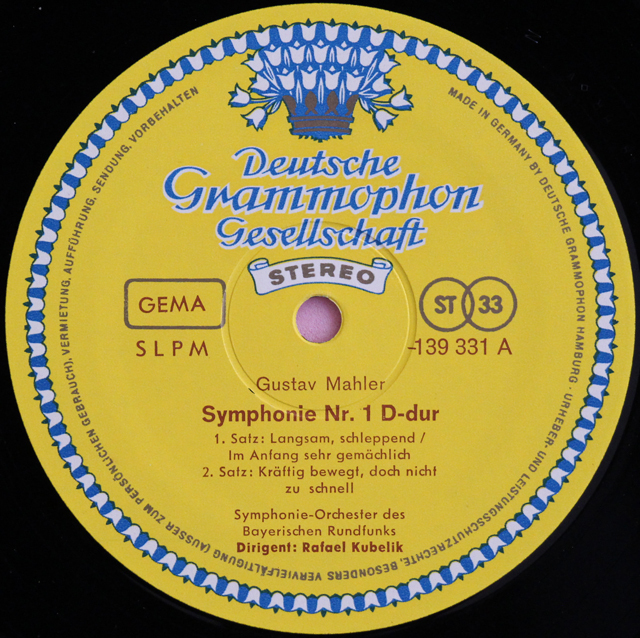 Deutsche
Grammophon
Gesellschaft
STEREO
GEMA
ST 33
SLPM
139 331 A
Gustav Mahler
Symphonie Nr. 1 D-dur
1. Satz: Langsam, schleppend /
Im Anfang sehr gemächlich
2. Satz: Kräftig bewegt, doch nicht
zu schnell
Symphonie-Orchester des
Bayerischen Rundfunks
Dirigent: Rafael Kubelik
MADE IN GERMANY BY DEUTSCHE GRAMMOPHON HAMBURG · URHEBER- UND LEISTUNGSSCHUTZRECHTE, BESONDERS VERVIELFÄLTIGUNG (AUSSER ZUM PERSÖNLICHEN GEBRAUCH), VERMIETUNG, AUFFÜHRUNG, SENDUNG, VORBEHALTEN